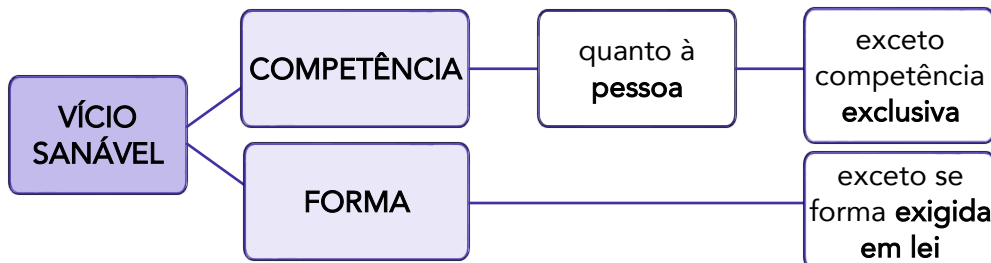 VÍCIO
SANÁVEL
COMPETÊNCIA
quanto à
pessoa
exceto
competência
exclusiva
FORMA
exceto se
forma exigida
em lei